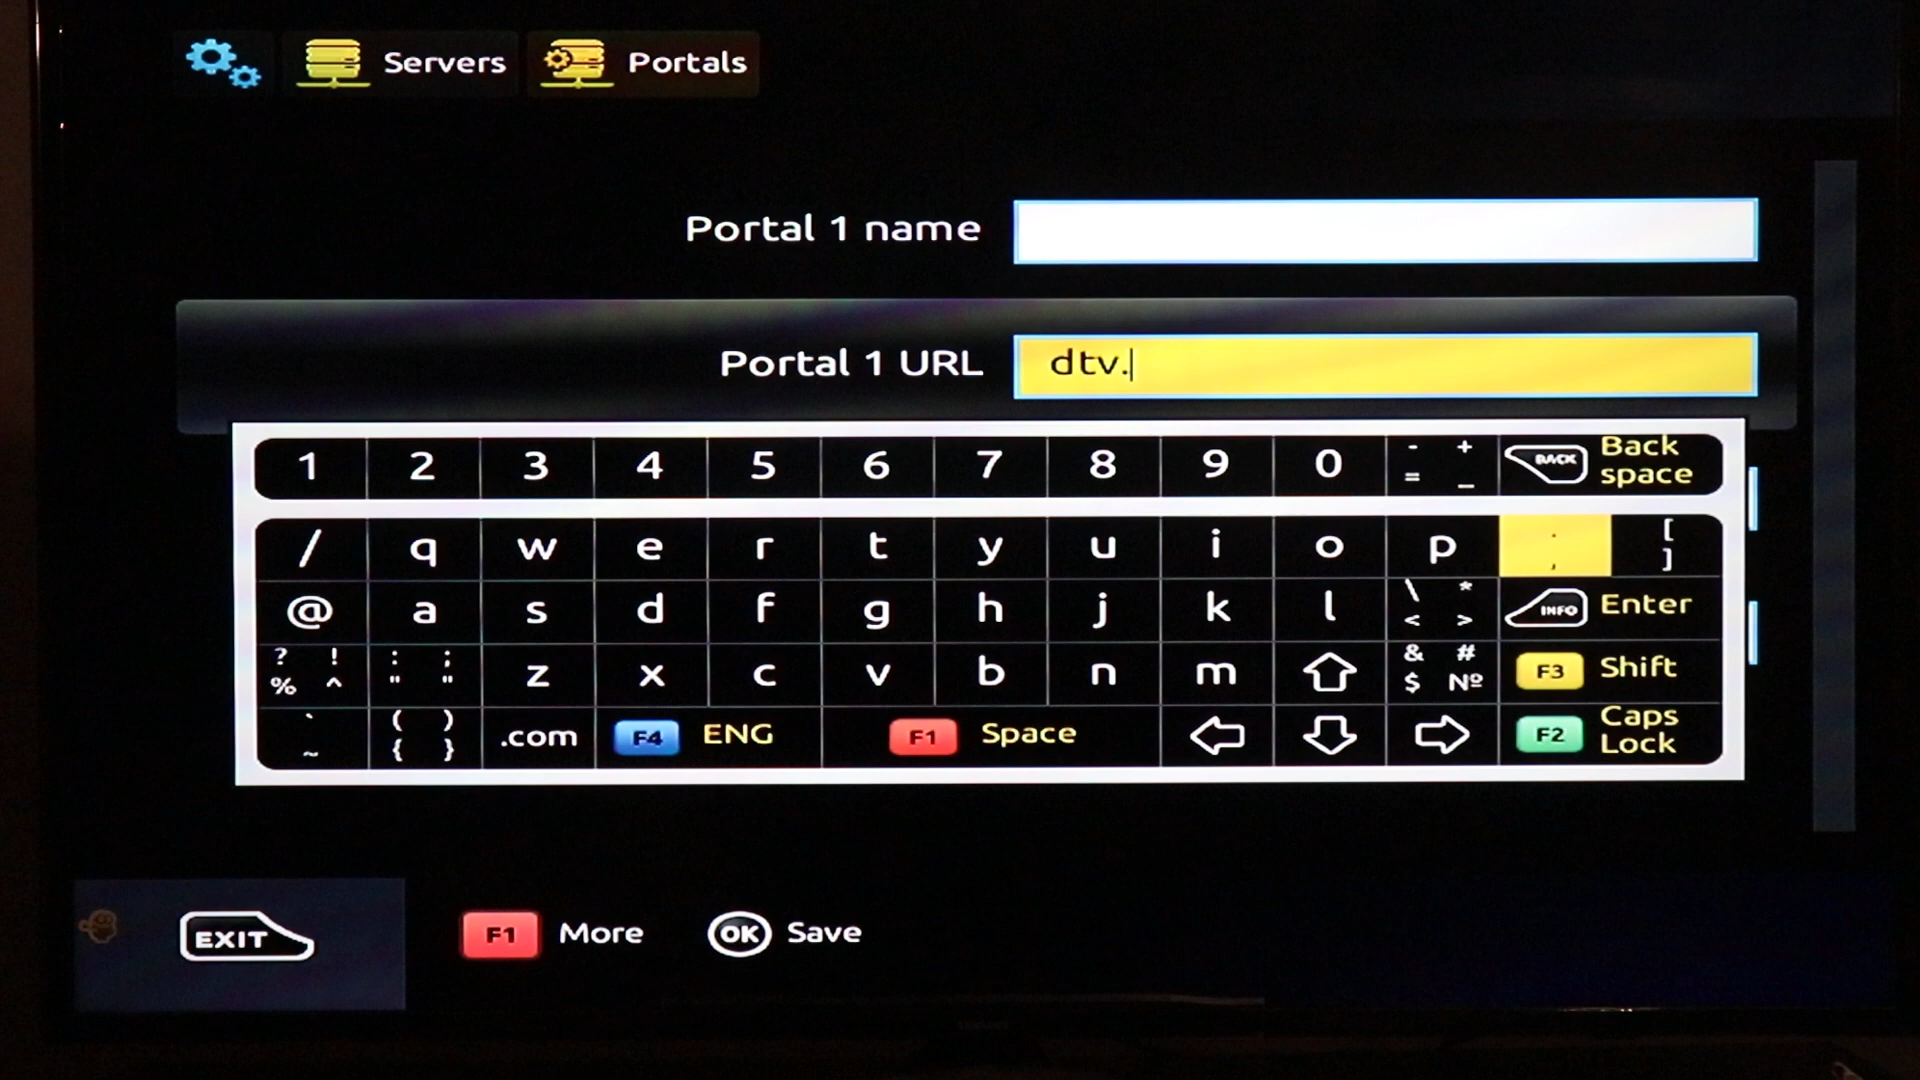 Servers Portals
Portal 1 name
Portal 1 URL dtv.
1 2 3 4 5 6 7 8 9 0 - + = _ BACK Back space
/ q w e r t y u i o p . , [ ]
@ a s d f g h j k l \ * < > INFO Enter
? ! % ^ : ; " " z x c v b n m & # $ Nº F3 Shift
` ~ ( ) { } .com F4 ENG F1 Space F2 Caps Lock
EXIT F1 More OK Save